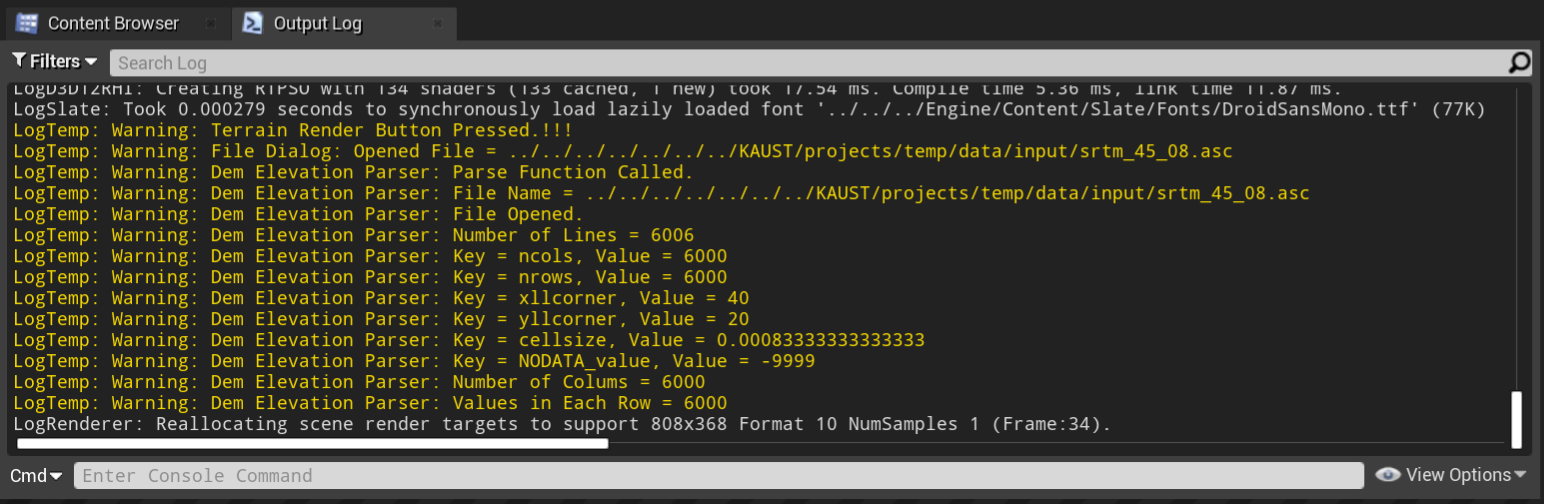 Content Browser
Output Log
Filters
Search Log
LogD3D12RHI: Creating RTPSO with 134 shaders (133 cached, 1 new) took 17.54 ms. Compile time 5.36 ms, link time 11.87 ms.
LogSlate: Took 0.000279 seconds to synchronously load lazily loaded font '../../../Engine/Content/Slate/Fonts/DroidSansMono.ttf' (77K)
LogTemp: Warning: Terrain Render Button Pressed.!!!
LogTemp: Warning: File Dialog: Opened File = ../../../../../../../KAUST/projects/temp/data/input/srtm_45_08.asc
LogTemp: Warning: Dem Elevation Parser: Parse Function Called.
LogTemp: Warning: Dem Elevation Parser: File Name = ../../../../../../../KAUST/projects/temp/data/input/srtm_45_08.asc
LogTemp: Warning: Dem Elevation Parser: File Opened.
LogTemp: Warning: Dem Elevation Parser: Number of Lines = 6006
LogTemp: Warning: Dem Elevation Parser: Key = ncols, Value = 6000
LogTemp: Warning: Dem Elevation Parser: Key = nrows, Value = 6000
LogTemp: Warning: Dem Elevation Parser: Key = xllcorner, Value = 40
LogTemp: Warning: Dem Elevation Parser: Key = yllcorner, Value = 20
LogTemp: Warning: Dem Elevation Parser: Key = cellsize, Value = 0.00083333333333333
LogTemp: Warning: Dem Elevation Parser: Key = NODATA_value, Value = -9999
LogTemp: Warning: Dem Elevation Parser: Number of Colums = 6000
LogTemp: Warning: Dem Elevation Parser: Values in Each Row = 6000
LogRenderer: Reallocating scene render targets to support 808x368 Format 10 NumSamples 1 (Frame:34).
Cmd
Enter Console Command
View Options